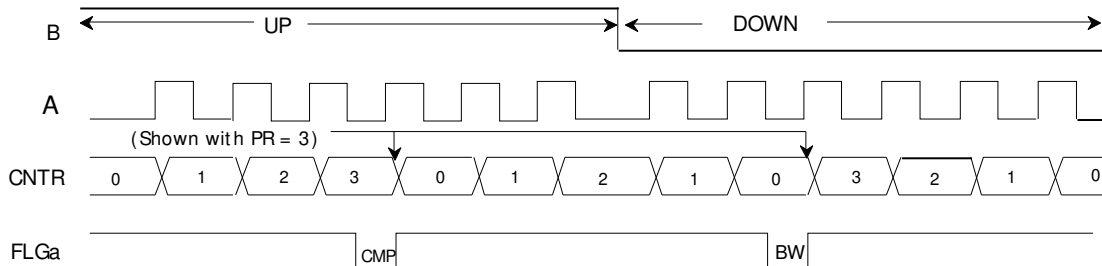 B UP DOWN
A
(Shown with PR = 3)
CNTR 0 1 2 3 0 1 2 1 0 3 2 1 0
FLGa CMP BW